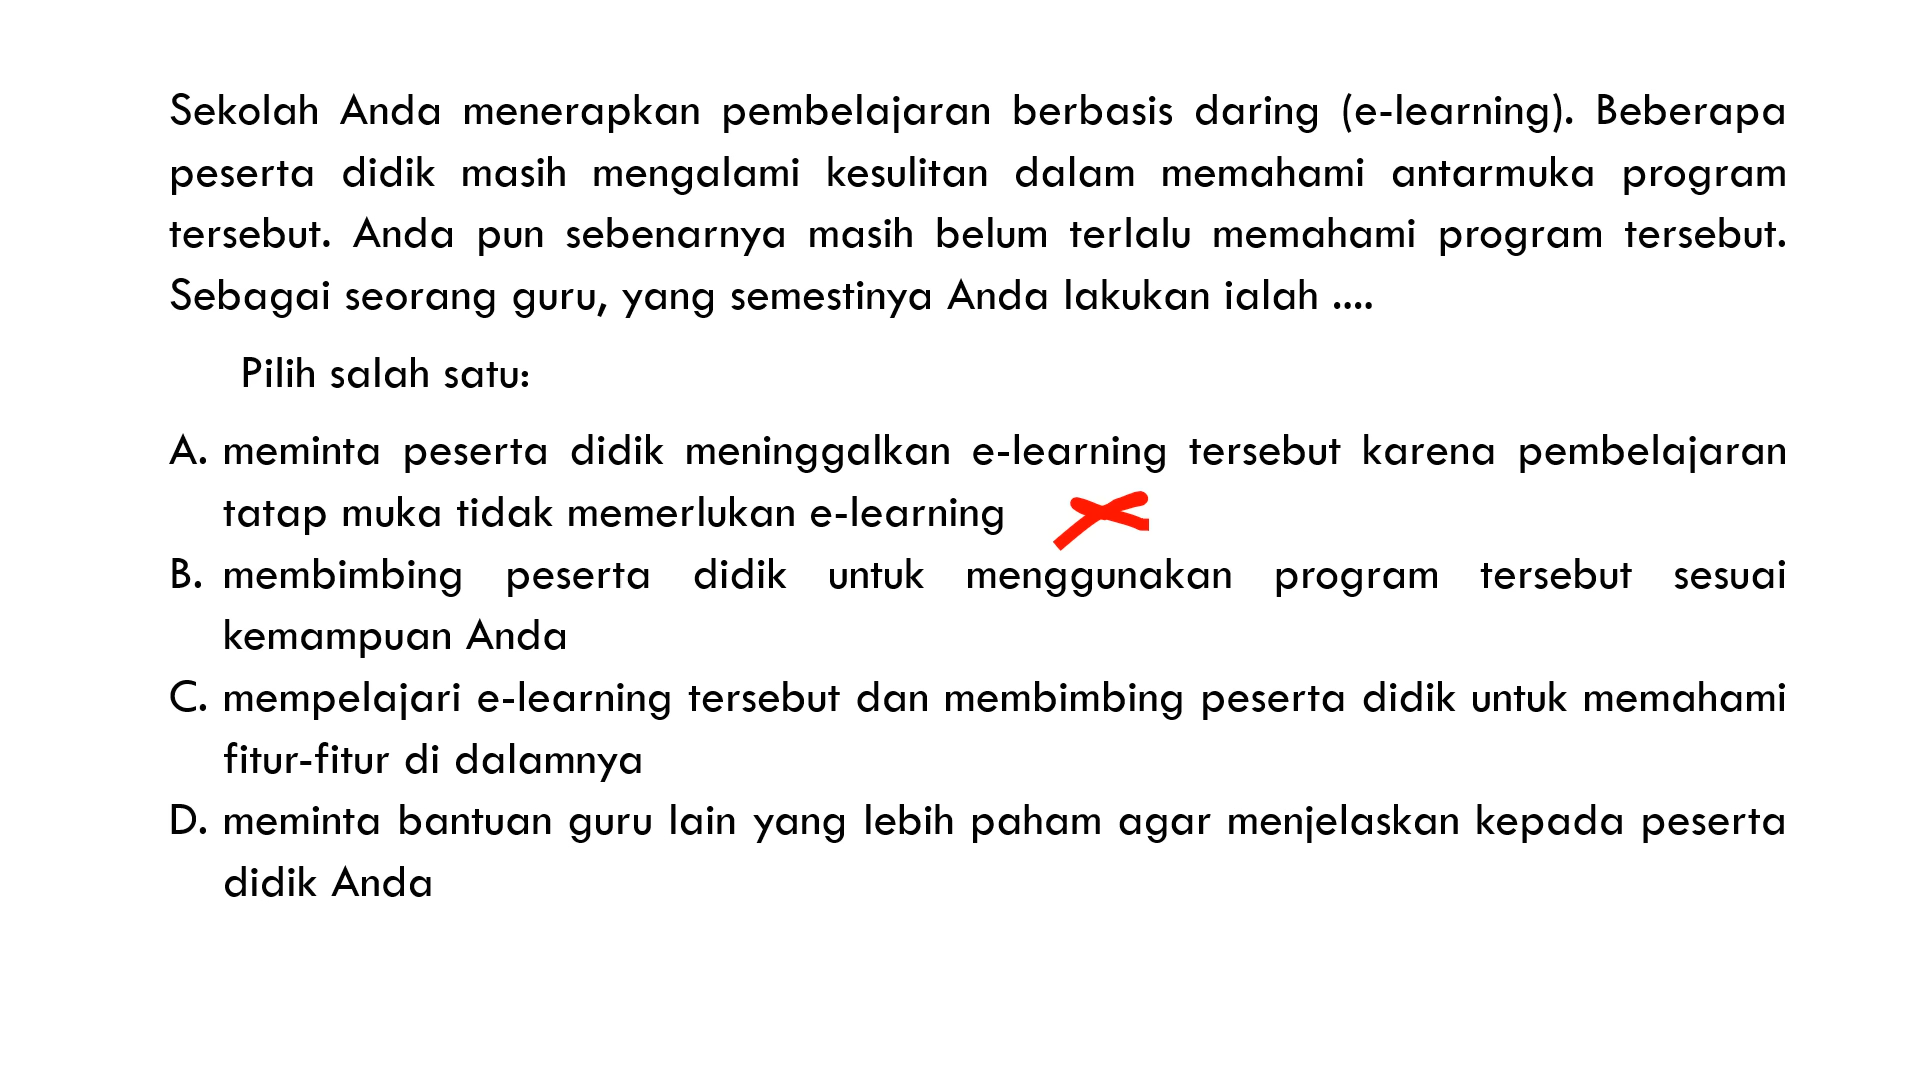 Sekolah Anda menerapkan pembelajaran berbasis daring (e-learning). Beberapa
peserta didik masih mengalami kesulitan dalam memahami antarmuka program
tersebut. Anda pun sebenarnya masih belum terlalu memahami program tersebut.
Sebagai seorang guru, yang semestinya Anda lakukan ialah ....
Pilih salah satu:
A. meminta peserta didik meninggalkan e-learning tersebut karena pembelajaran
tatap muka tidak memerlukan e-learning
B. membimbing peserta didik untuk menggunakan program tersebut sesuai
kemampuan Anda
C. mempelajari e-learning tersebut dan membimbing peserta didik untuk memahami
fitur-fitur di dalamnya
D. meminta bantuan guru lain yang lebih paham agar menjelaskan kepada peserta
didik Anda